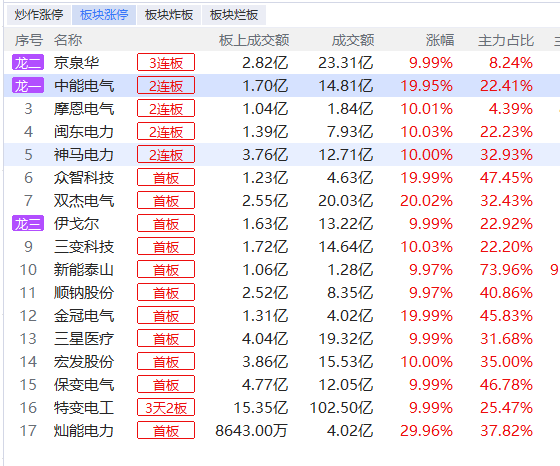 炒作涨停 板块涨停 板块炸板 板块烂板
序号 名称 板上成交额 成交额 涨幅 主力占比
龙二 京泉华 3连板 2.82亿 23.31亿 9.99% 8.24%
龙一 中能电气 2连板 1.70亿 14.81亿 19.95% 22.41%
3 摩恩电气 2连板 1.04亿 1.84亿 10.01% 4.39%
4 闽东电力 2连板 1.39亿 7.93亿 10.03% 22.23%
5 神马电力 2连板 3.76亿 12.71亿 10.00% 32.93%
6 众智科技 首板 1.23亿 4.63亿 19.99% 47.45%
7 双杰电气 首板 2.55亿 20.03亿 20.02% 32.43%
龙三 伊戈尔 首板 1.63亿 13.22亿 9.99% 22.92%
9 三变科技 首板 1.72亿 14.64亿 10.03% 22.20%
10 新能泰山 首板 1.06亿 1.28亿 9.97% 73.96% 9
11 顺钠股份 首板 2.52亿 8.35亿 9.97% 40.86%
12 金冠电气 首板 1.31亿 4.02亿 19.99% 45.83%
13 三星医疗 首板 4.04亿 19.32亿 9.99% 31.68%
14 宏发股份 首板 3.86亿 15.53亿 10.00% 35.00%
15 保变电气 首板 4.77亿 12.05亿 9.99% 46.78%
16 特变电工 3天2板 15.35亿 102.50亿 9.99% 25.47%
17 灿能电力 首板 8643.00万 4.02亿 29.96% 37.82%